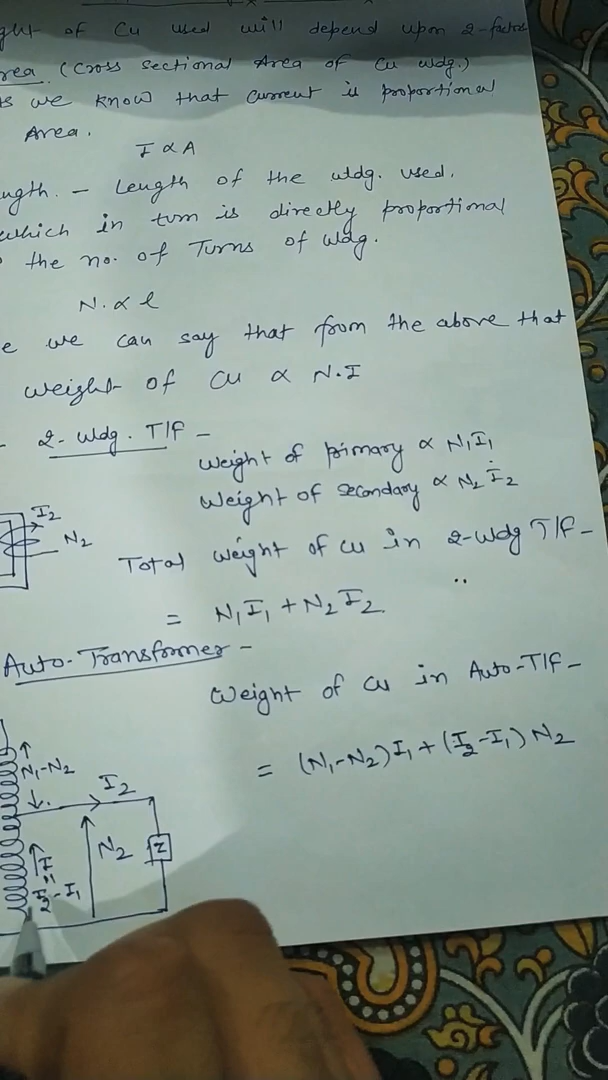 of Cu used will depend upon 2-factors
(Cross sectional Area of Cu wdg.)
we know that current is proportional
Area.
I ∝ A
Length of the wdg. used.
which in turn is directly proportional
the no. of Turns of wdg.
N. ∝ l
we can say that from the above that
weight of Cu ∝ N.I
2-wdg. T/F -
weight of primary ∝ N₁I₁
weight of secondary ∝ N₂ I₂
I₂
N₂
Total weight of cu in 2-wdg T/F -
= N₁I₁ + N₂I₂.
Auto-Transformer -
Weight of cu in Auto-T/F -
= (N₁-N₂)I₁ + (I₂-I₁) N₂
N₁-N₂
I₂
N₂
Z
I
"
I₂-I₁